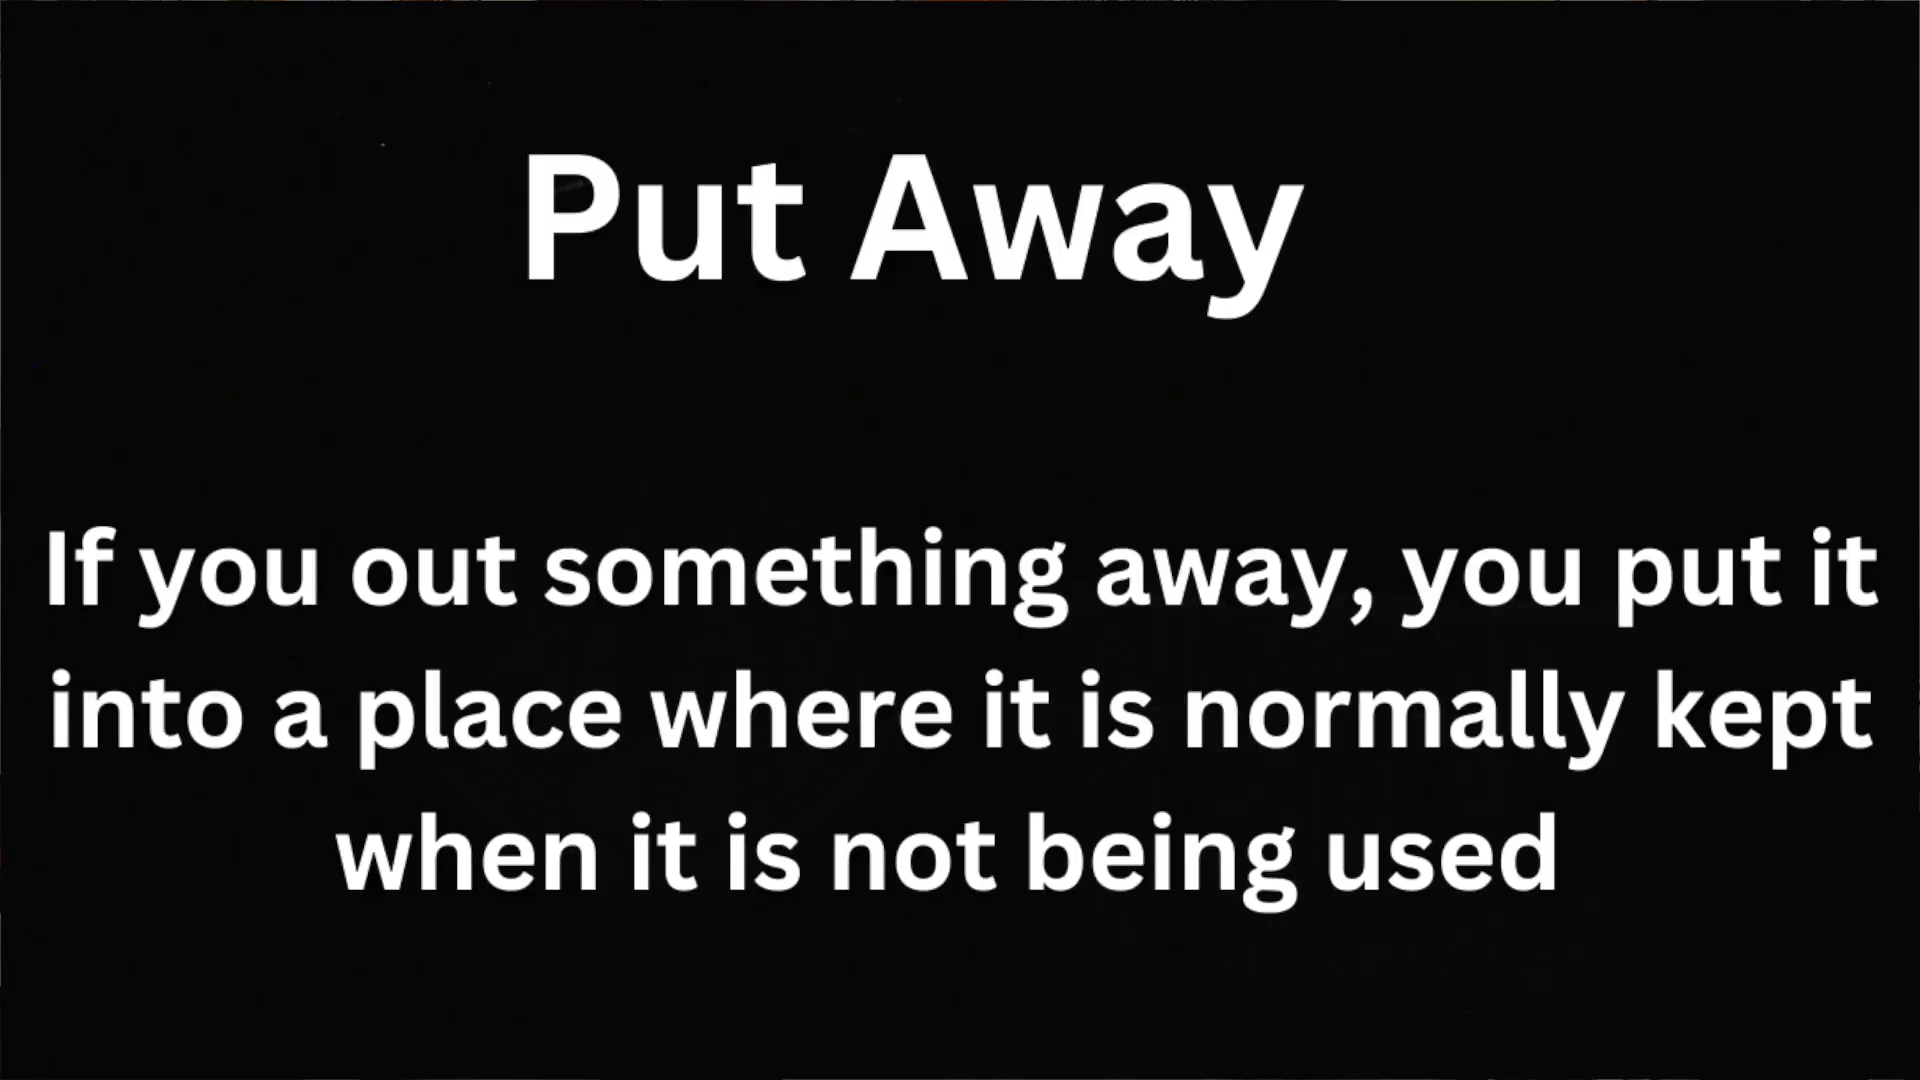 Put Away
If you out something away, you put it
into a place where it is normally kept
when it is not being used